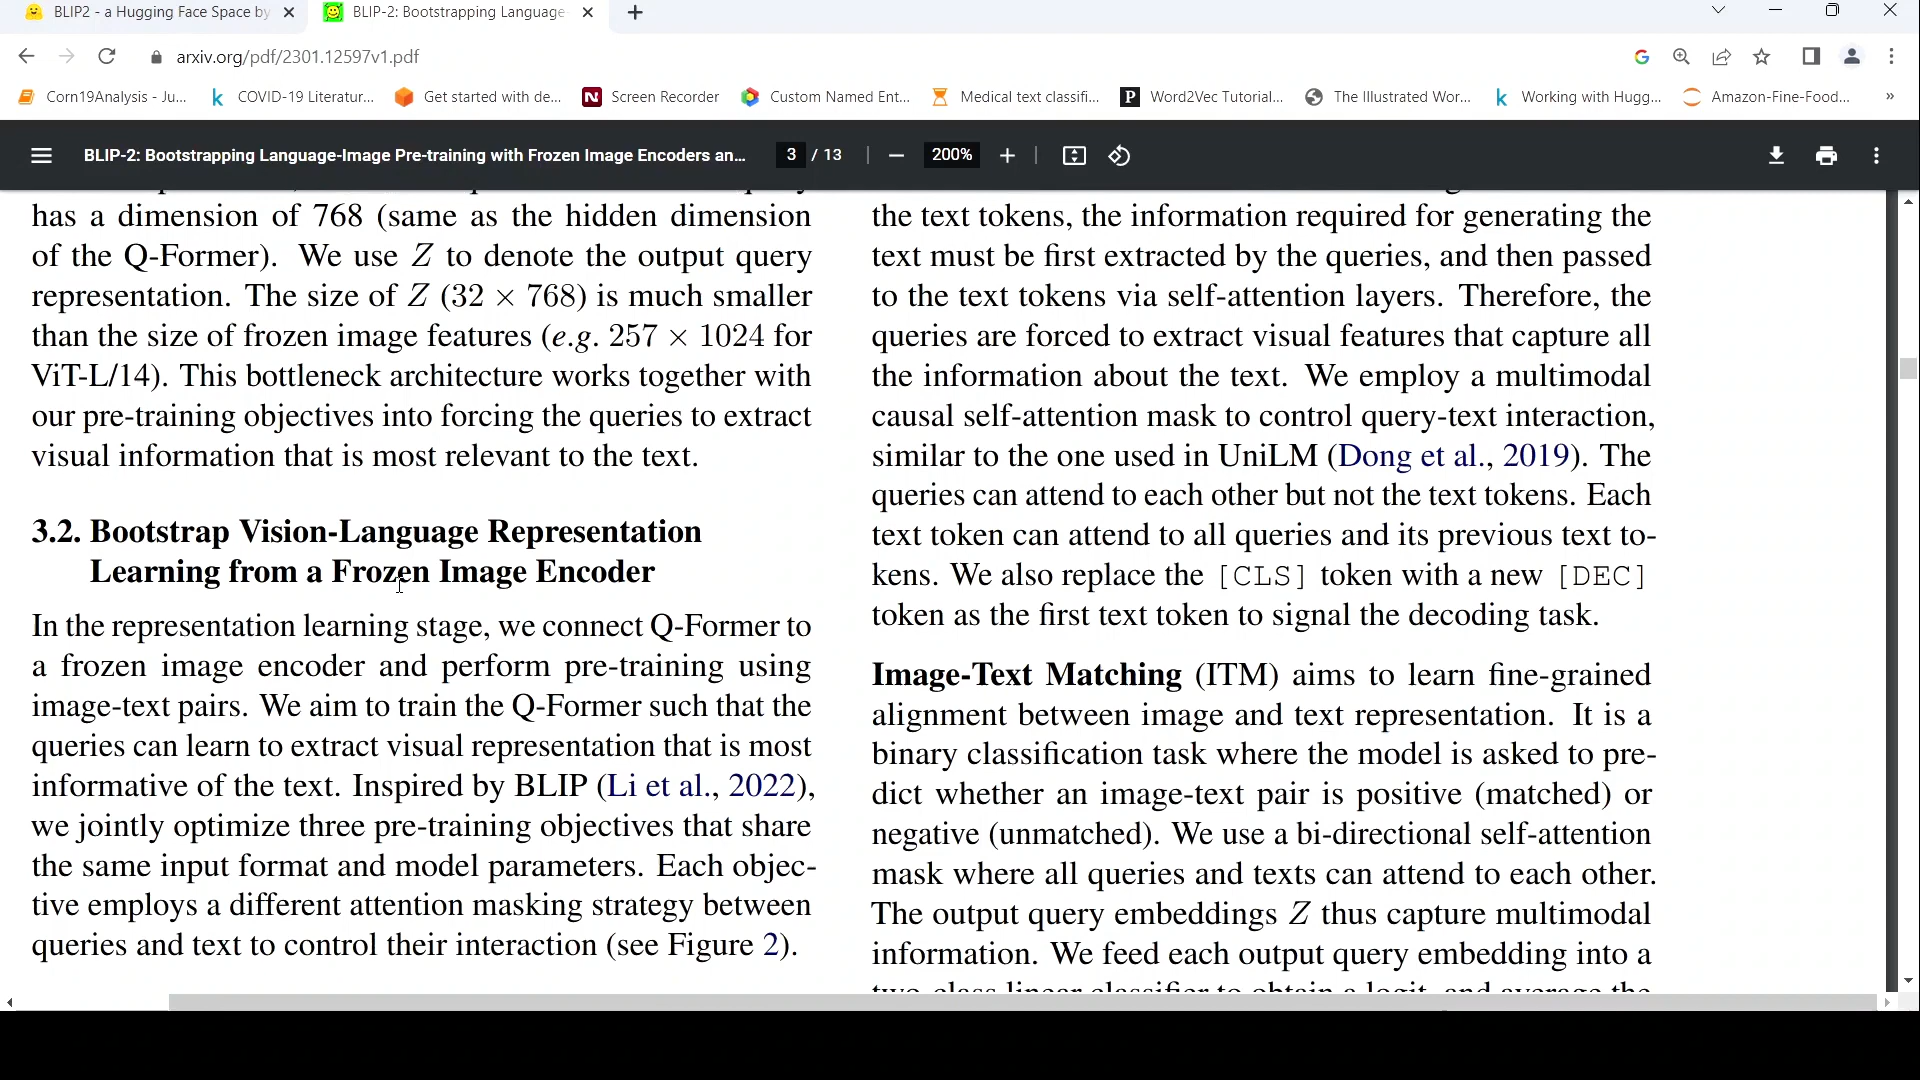 BLIP2 - a Hugging Face Space by
BLIP-2: Bootstrapping Language-
arxiv.org/pdf/2301.12597v1.pdf
Corn19Analysis - Ju...
COVID-19 Literatur...
Get started with de...
Screen Recorder
Custom Named Ent...
Medical text classifi...
Word2Vec Tutorial...
The Illustrated Wor...
Working with Hugg...
Amazon-Fine-Food...
»
BLIP-2: Bootstrapping Language-Image Pre-training with Frozen Image Encoders an...
3 / 13
200%
has a dimension of 768 (same as the hidden dimension
of the Q-Former). We use Z to denote the output query
representation. The size of Z (32 × 768) is much smaller
than the size of frozen image features (e.g. 257 × 1024 for
ViT-L/14). This bottleneck architecture works together with
our pre-training objectives into forcing the queries to extract
visual information that is most relevant to the text.
3.2. Bootstrap Vision-Language Representation
Learning from a Frozen Image Encoder
In the representation learning stage, we connect Q-Former to
a frozen image encoder and perform pre-training using
image-text pairs. We aim to train the Q-Former such that the
queries can learn to extract visual representation that is most
informative of the text. Inspired by BLIP (Li et al., 2022),
we jointly optimize three pre-training objectives that share
the same input format and model parameters. Each objec-
tive employs a different attention masking strategy between
queries and text to control their interaction (see Figure 2).
the text tokens, the information required for generating the
text must be first extracted by the queries, and then passed
to the text tokens via self-attention layers. Therefore, the
queries are forced to extract visual features that capture all
the information about the text. We employ a multimodal
causal self-attention mask to control query-text interaction,
similar to the one used in UniLM (Dong et al., 2019). The
queries can attend to each other but not the text tokens. Each
text token can attend to all queries and its previous text to-
kens. We also replace the [CLS] token with a new [DEC]
token as the first text token to signal the decoding task.
Image-Text Matching (ITM) aims to learn fine-grained
alignment between image and text representation. It is a
binary classification task where the model is asked to pre-
dict whether an image-text pair is positive (matched) or
negative (unmatched). We use a bi-directional self-attention
mask where all queries and texts can attend to each other.
The output query embeddings Z thus capture multimodal
information. We feed each output query embedding into a
two-class linear classifier to obtain a logit, and average the